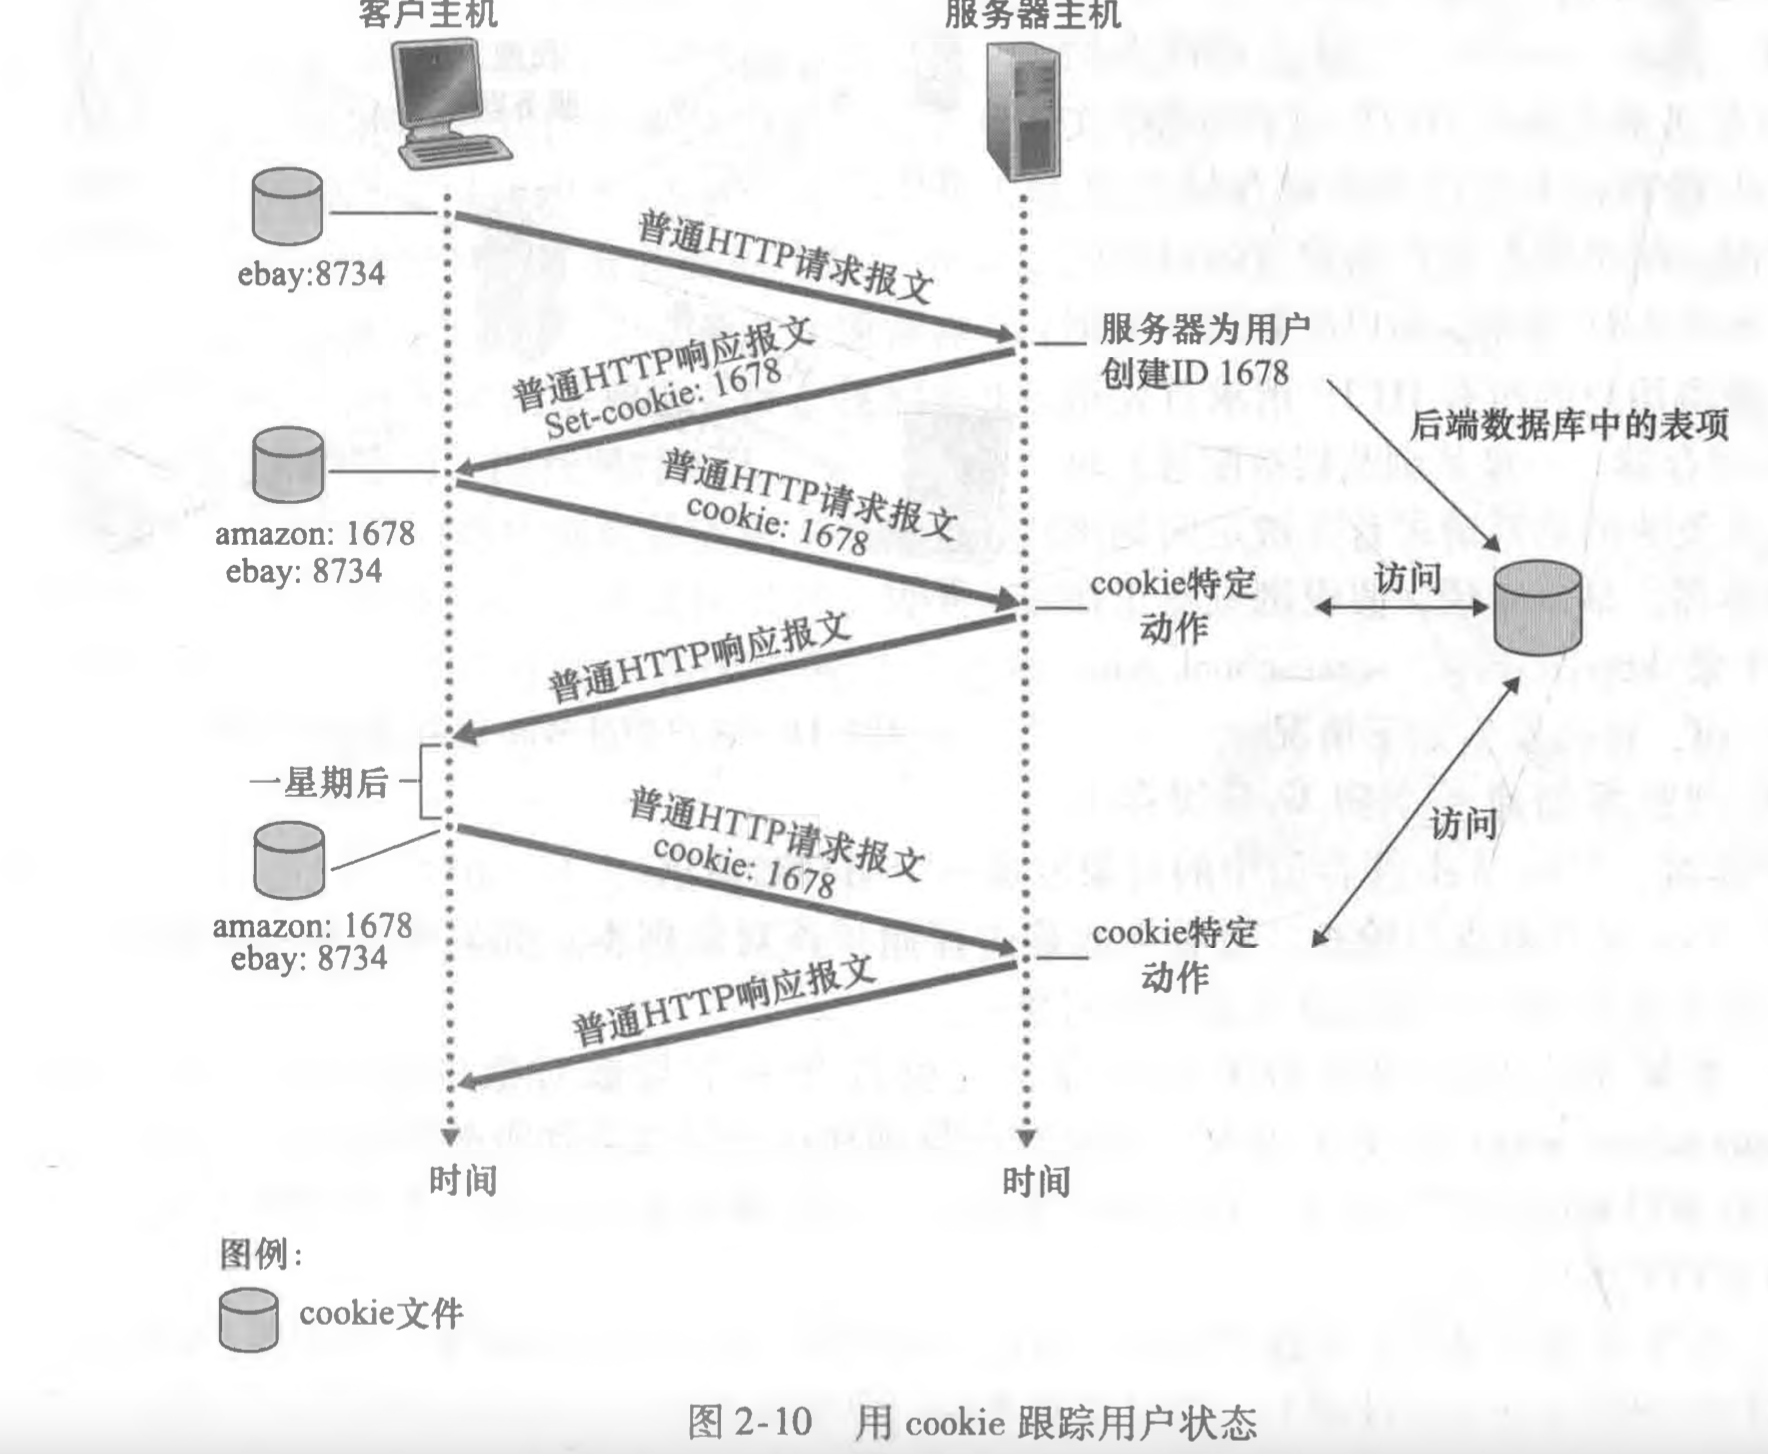 客户主机
服务器主机
ebay:8734
普通HTTP请求报文
服务器为用户
创建ID 1678
普通HTTP响应报文
Set-cookie: 1678
后端数据库中的表项
amazon: 1678
ebay: 8734
普通HTTP请求报文
cookie: 1678
cookie特定
动作
访问
普通HTTP响应报文
一星期后
访问
普通HTTP请求报文
cookie: 1678
amazon: 1678
ebay: 8734
cookie特定
动作
普通HTTP响应报文
时间
时间
图例:
cookie文件
图 2-10 用 cookie 跟踪用户状态